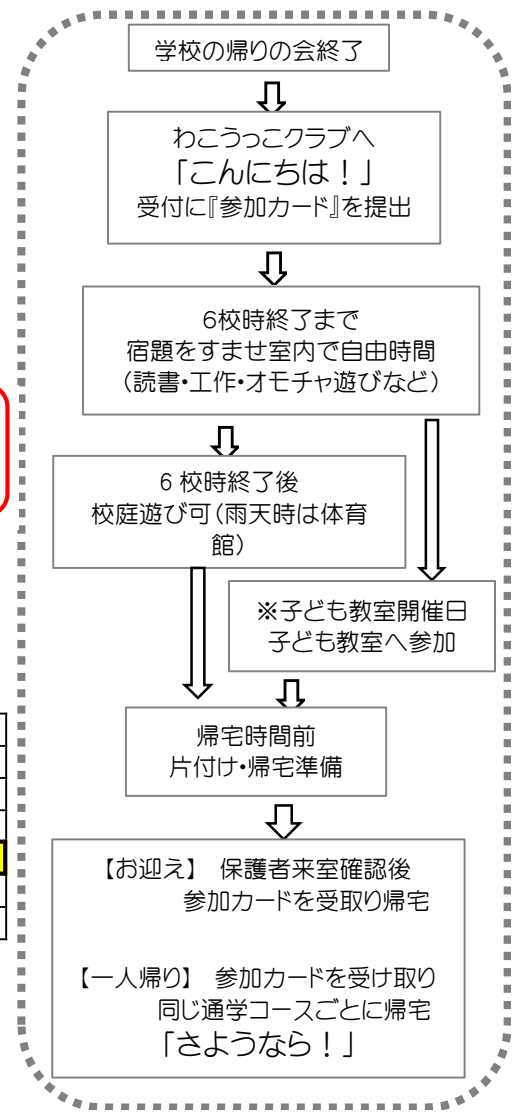 学校の帰りの会終了
わこうっこクラブへ
「こんにちは！」
受付に『参加カード』を提出
6校時終了まで
宿題をすませ室内で自由時間
（読書・工作・オモチャ遊びなど）
6 校時終了後
校庭遊び可（雨天時は体育
館）
※子ども教室開催日
子ども教室へ参加
帰宅時間前
片付け・帰宅準備
【お迎え】 保護者来室確認後
参加カードを受取り帰宅
【一人帰り】 参加カードを受け取り
同じ通学コースごとに帰宅
「さようなら！」